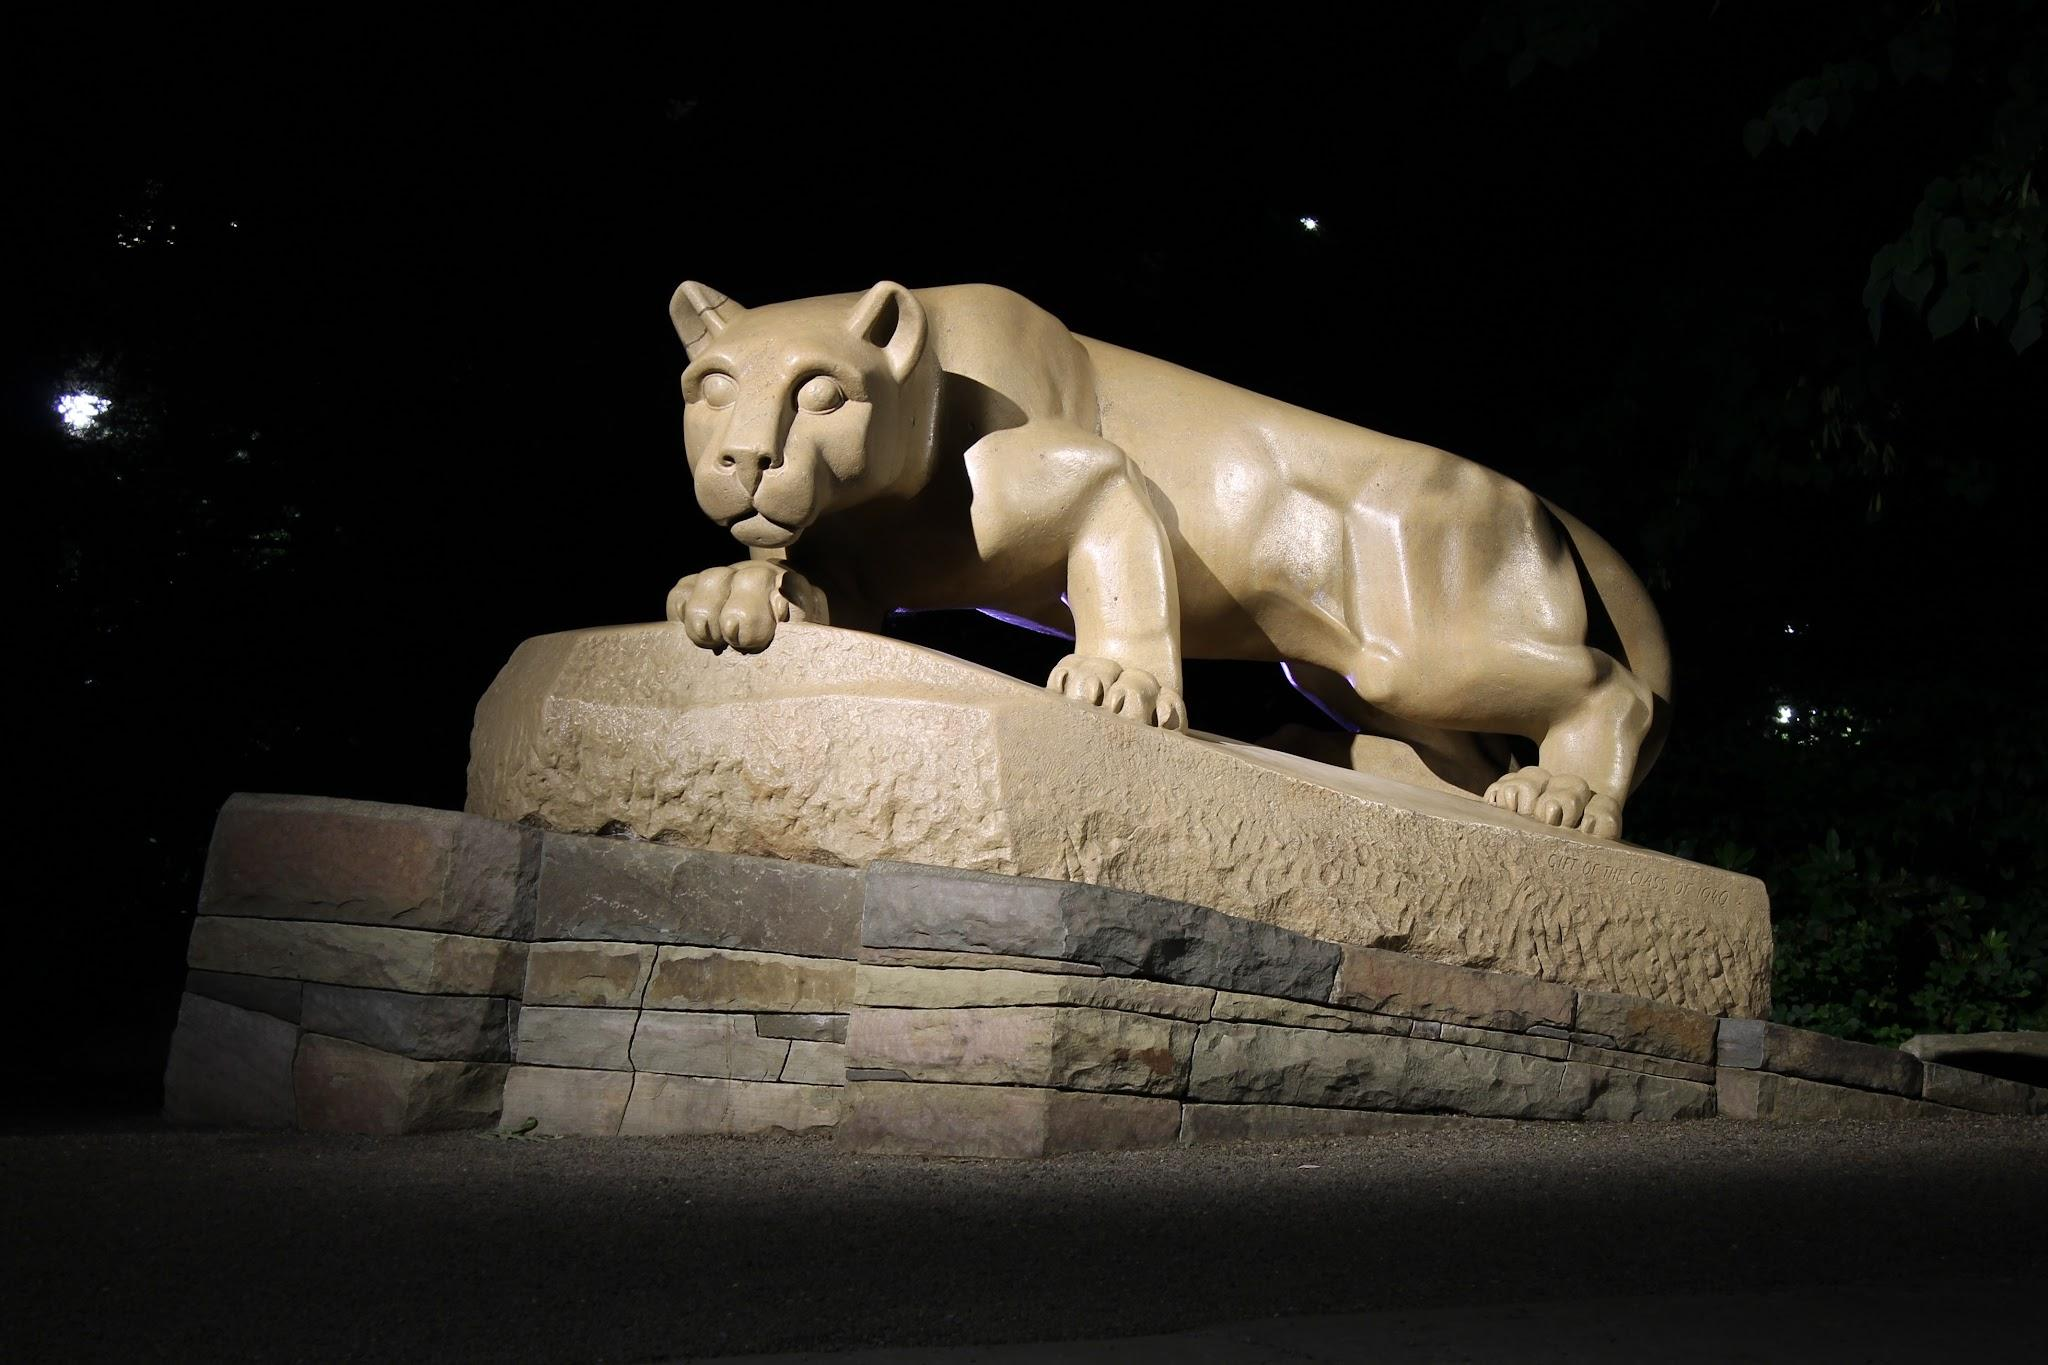 GIFT OF THE CLASS OF 1940